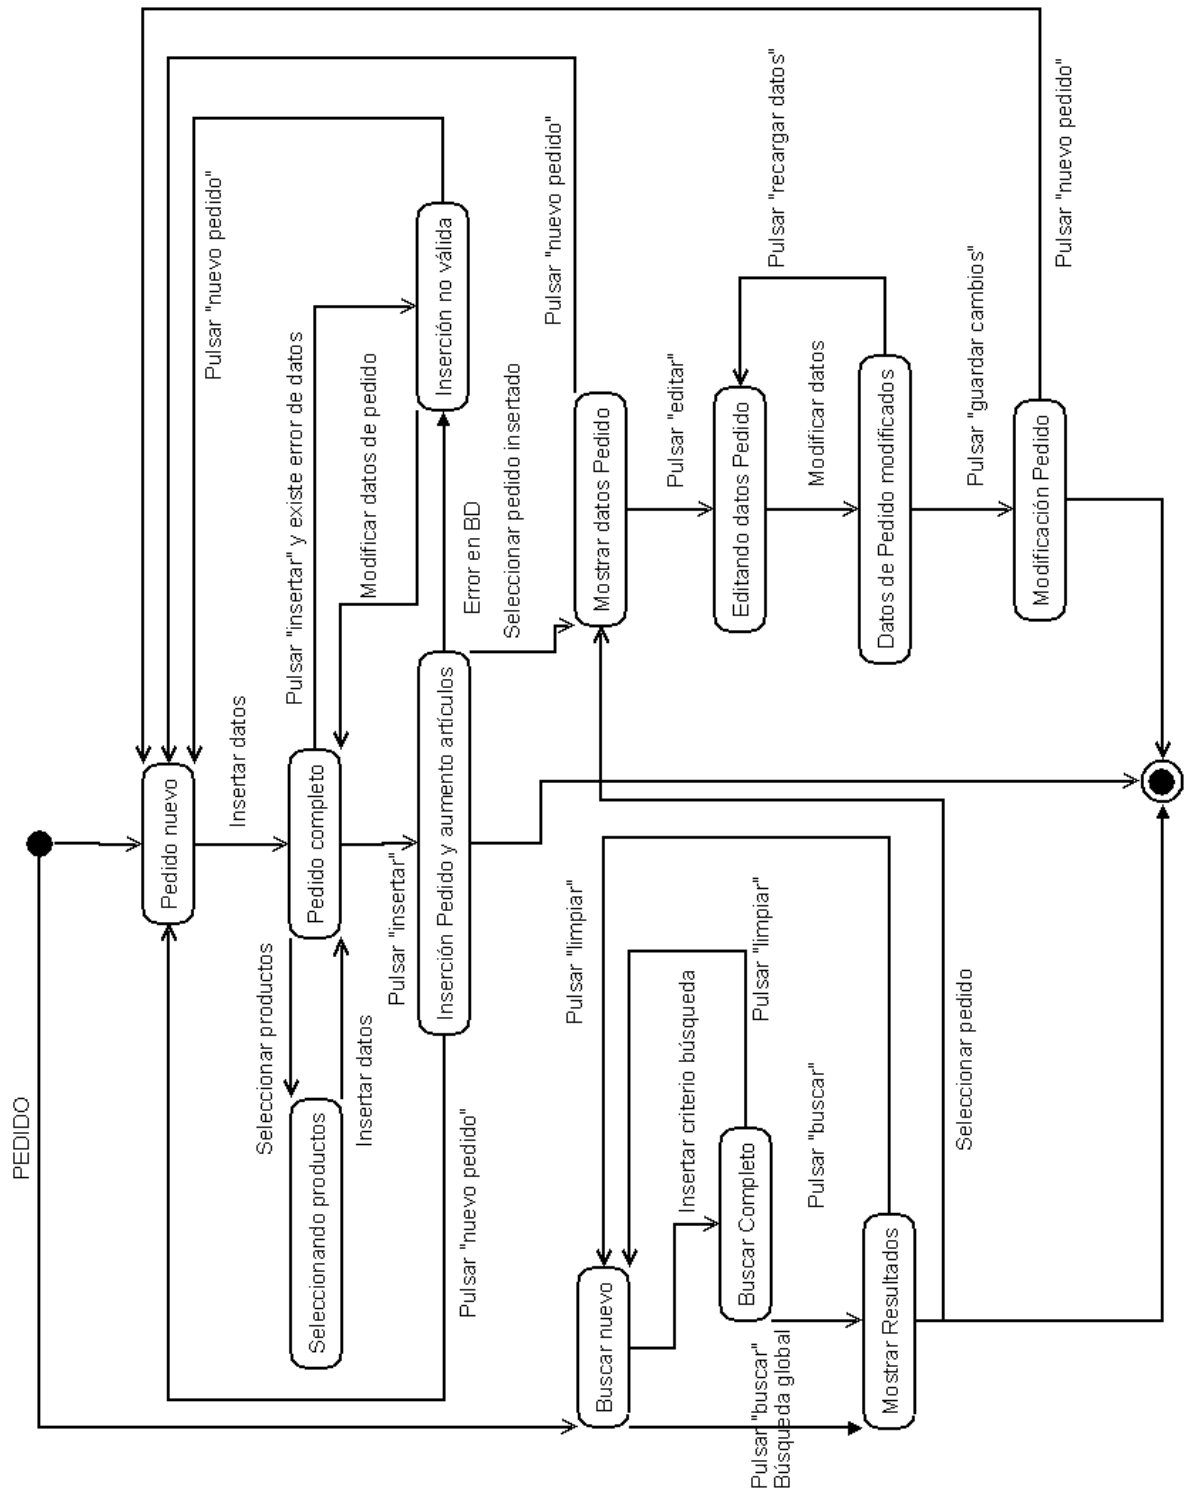 PEDIDO
Pedido nuevo
Insertar datos
Pulsar "nuevo pedido"
Seleccionar productos
Pedido completo
Pulsar "insertar" y existe error de datos
Seleccionando productos
Insertar datos
Modificar datos de pedido
Pulsar "insertar"
Inserción Pedido y aumento artículos
Inserción no válida
Pulsar "nuevo pedido"
Error en BD
Seleccionar pedido insertado
Pulsar "nuevo pedido"
Pulsar "limpiar"
Buscar nuevo
Mostrar datos Pedido
Insertar criterio búsqueda
Pulsar "editar"
Buscar Completo
Editando datos Pedido
Pulsar "limpiar"
Pulsar "recargar datos"
Pulsar "buscar"
Búsqueda global
Pulsar "buscar"
Modificar datos
Mostrar Resultados
Datos de Pedido modificados
Seleccionar pedido
Pulsar "guardar cambios"
Modificación Pedido
Pulsar "nuevo pedido"